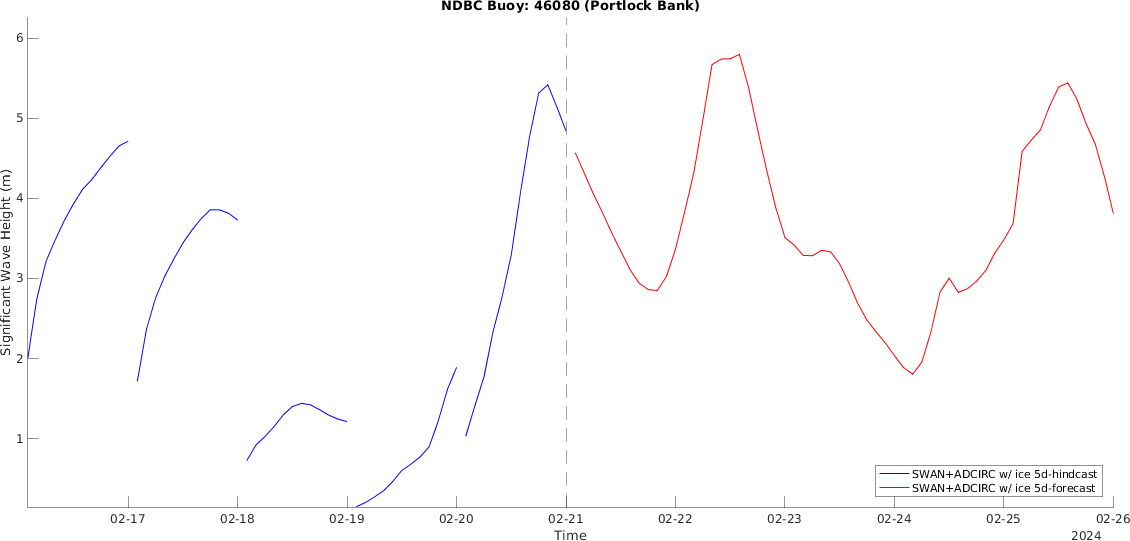 NDBC Buoy: 46080 (Portlock Bank)
Significant Wave Height (m)
6
5
4
3
2
1
SWAN+ADCIRC w/ ice 5d-hindcast
SWAN+ADCIRC w/ ice 5d-forecast
02-17 02-18 02-19 02-20 02-21 02-22 02-23 02-24 02-25 02-26
Time
2024